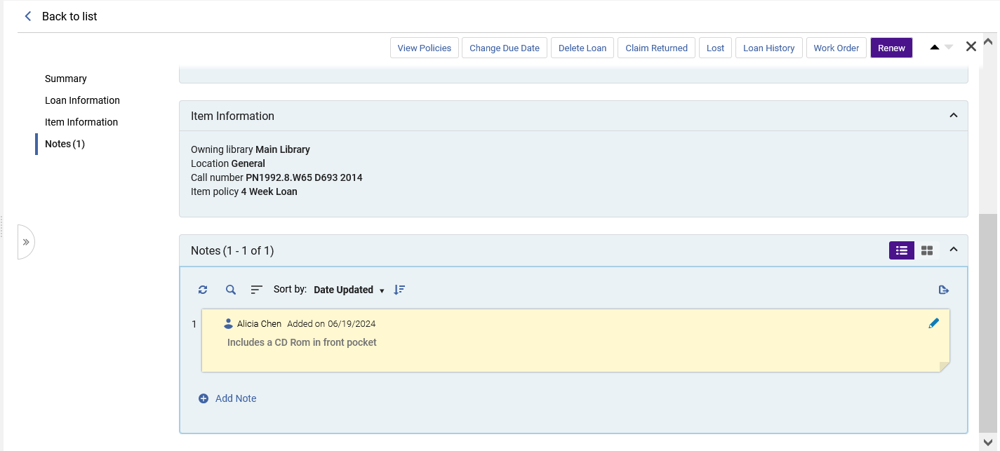 Back to list
View Policies Change Due Date Delete Loan Claim Returned Lost Loan History Work Order Renew
Summary
Loan Information
Item Information
Notes (1)
Item Information
Owning library Main Library
Location General
Call number PN1992.8.W65 D693 2014
Item policy 4 Week Loan
Notes (1 - 1 of 1)
Sort by: Date Updated
1 Alicia Chen Added on 06/19/2024
Includes a CD Rom in front pocket
Add Note